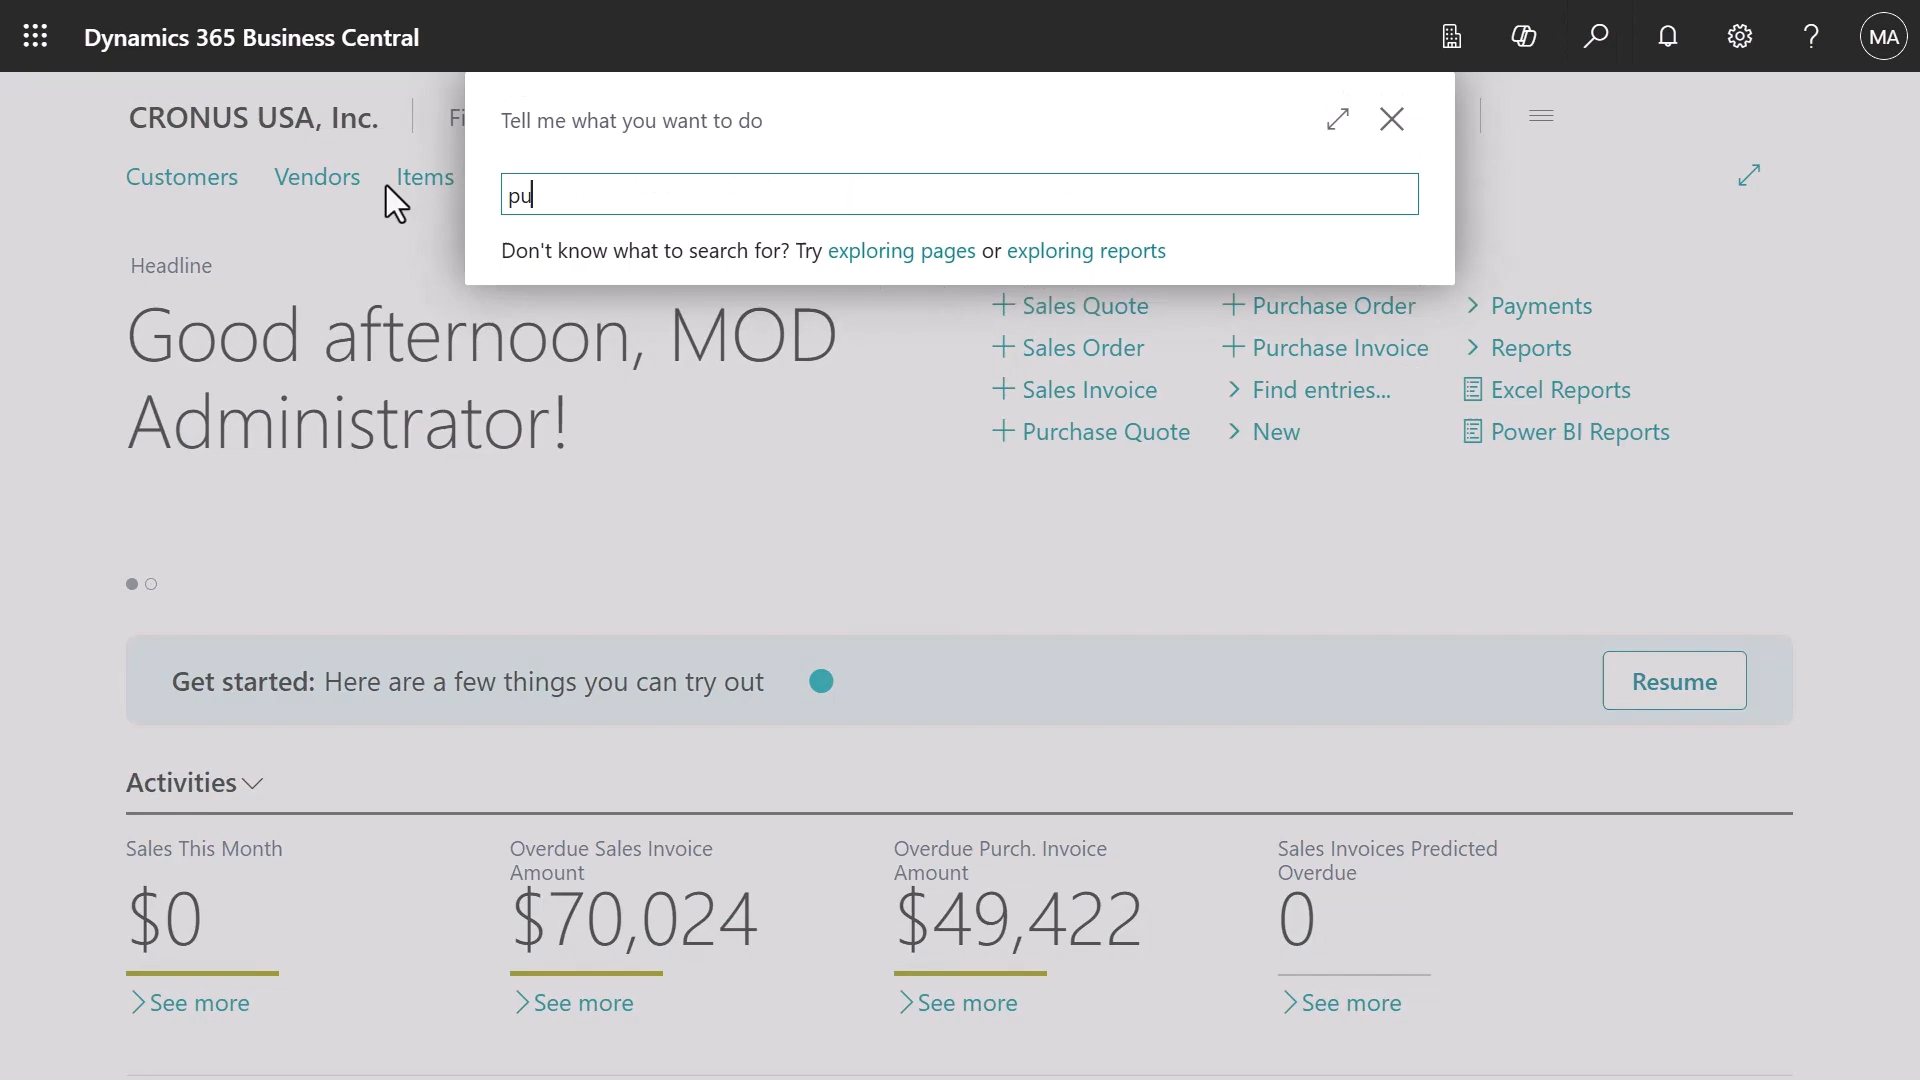 Dynamics 365 Business Central
MA
CRONUS USA, Inc.
Fi
Tell me what you want to do
Customers
Vendors
Items
pu
Don't know what to search for? Try exploring pages or exploring reports
Headline
Good afternoon, MOD
Administrator!
Sales Quote
Purchase Order
Payments
Sales Order
Purchase Invoice
Reports
Sales Invoice
Find entries...
Excel Reports
Purchase Quote
New
Power BI Reports
Get started: Here are a few things you can try out
Resume
Activities
Sales This Month
$0
See more
Overdue Sales Invoice
Amount
$70,024
See more
Overdue Purch. Invoice
Amount
$49,422
See more
Sales Invoices Predicted
Overdue
0
See more